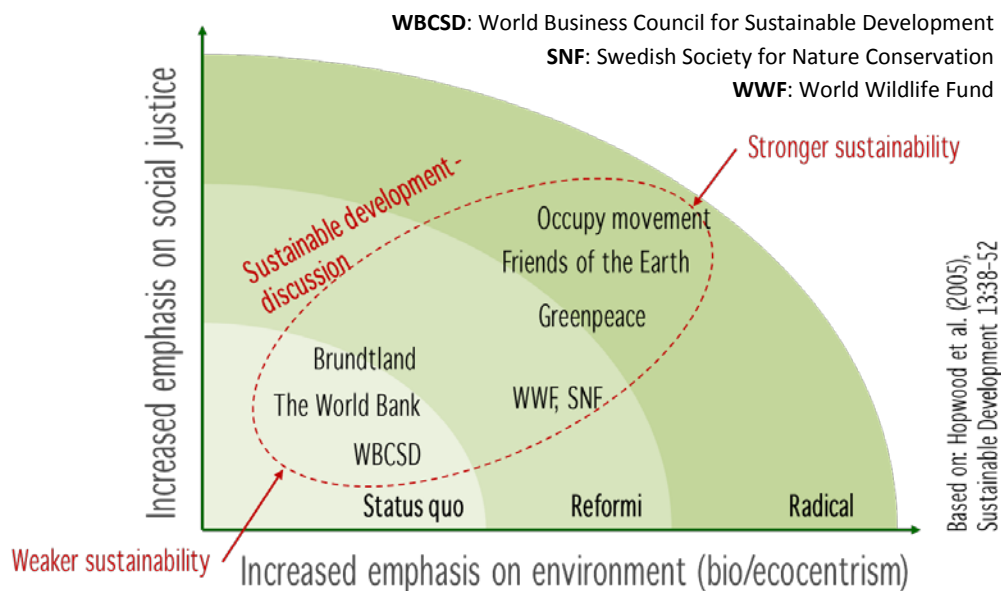 WBCSD: World Business Council for Sustainable Development
SNF: Swedish Society for Nature Conservation
WWF: World Wildlife Fund
Stronger sustainability
Sustainable development -
discussion
Occupy movement
Friends of the Earth
Greenpeace
Brundtland
The World Bank
WWF, SNF
WBCSD
Status quo
Reformi
Radical
Weaker sustainability
Increased emphasis on environment (bio/ecocentrism)
Increased emphasis on social justice
Based on: Hopwood et al. (2005),
Sustainable Development 13:38–52